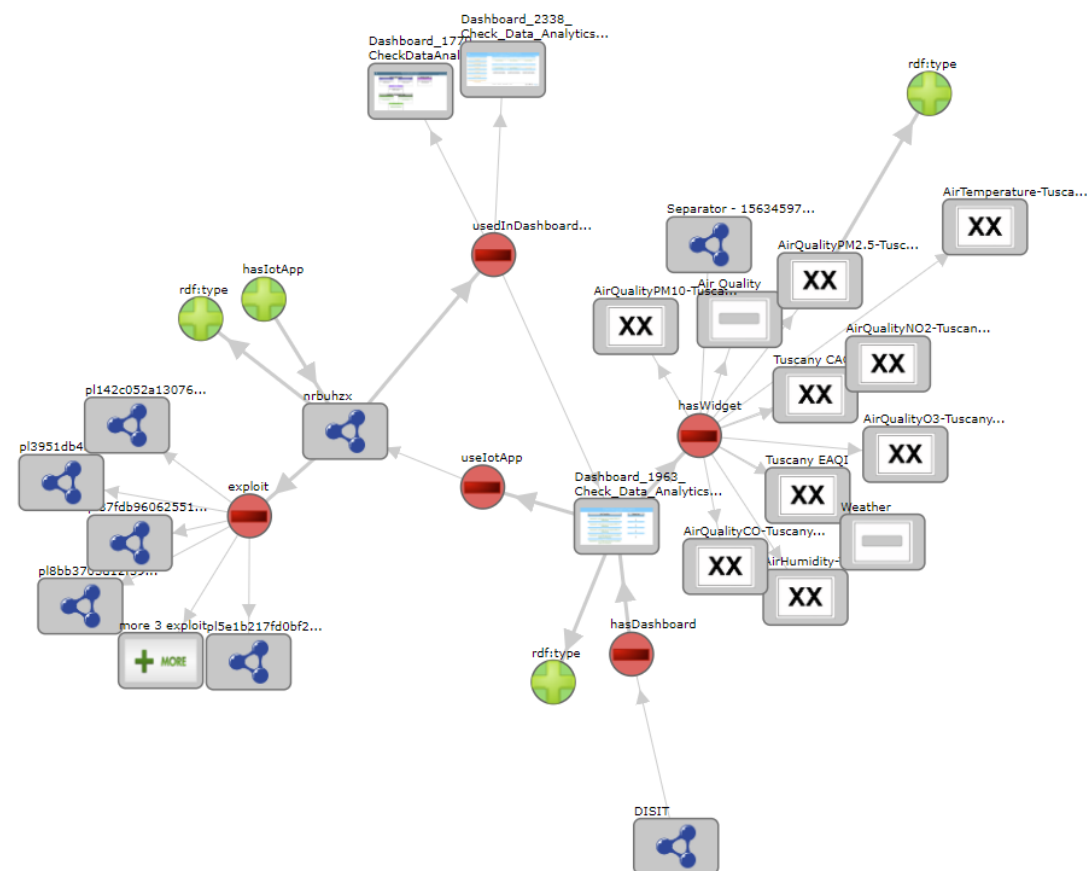 Dashboard_2338_
Check_Data_Analytics...
Dashboard_177
CheckDataAnal
rdf:type
AirTemperature-Tusca...
Separator - 15634597...
usedInDashboard...
AirQualityPM2.5-Tusc...
hasIotApp
Air Quality
rdf:type
AirQualityPM10-Tusca...
XX
XX
XX
AirQualityNO2-Tuscan...
Tuscany CAQ
XX
XX
pl142c052a13076...
nrbuhzx
hasWidget
AirQualityO3-Tuscany...
XX
pl3951db4
useIotApp
Tuscany EAQI
XX
exploit
Dashboard_1963_
Check_Data_Analytics...
87fdb96062551...
Weather
AirQualityCO-Tuscany...
XX
AirHumidity-
XX
more 3 exploit
MORE
pl5e1b217fd0bf2...
hasDashboard
rdf:type
DISIT